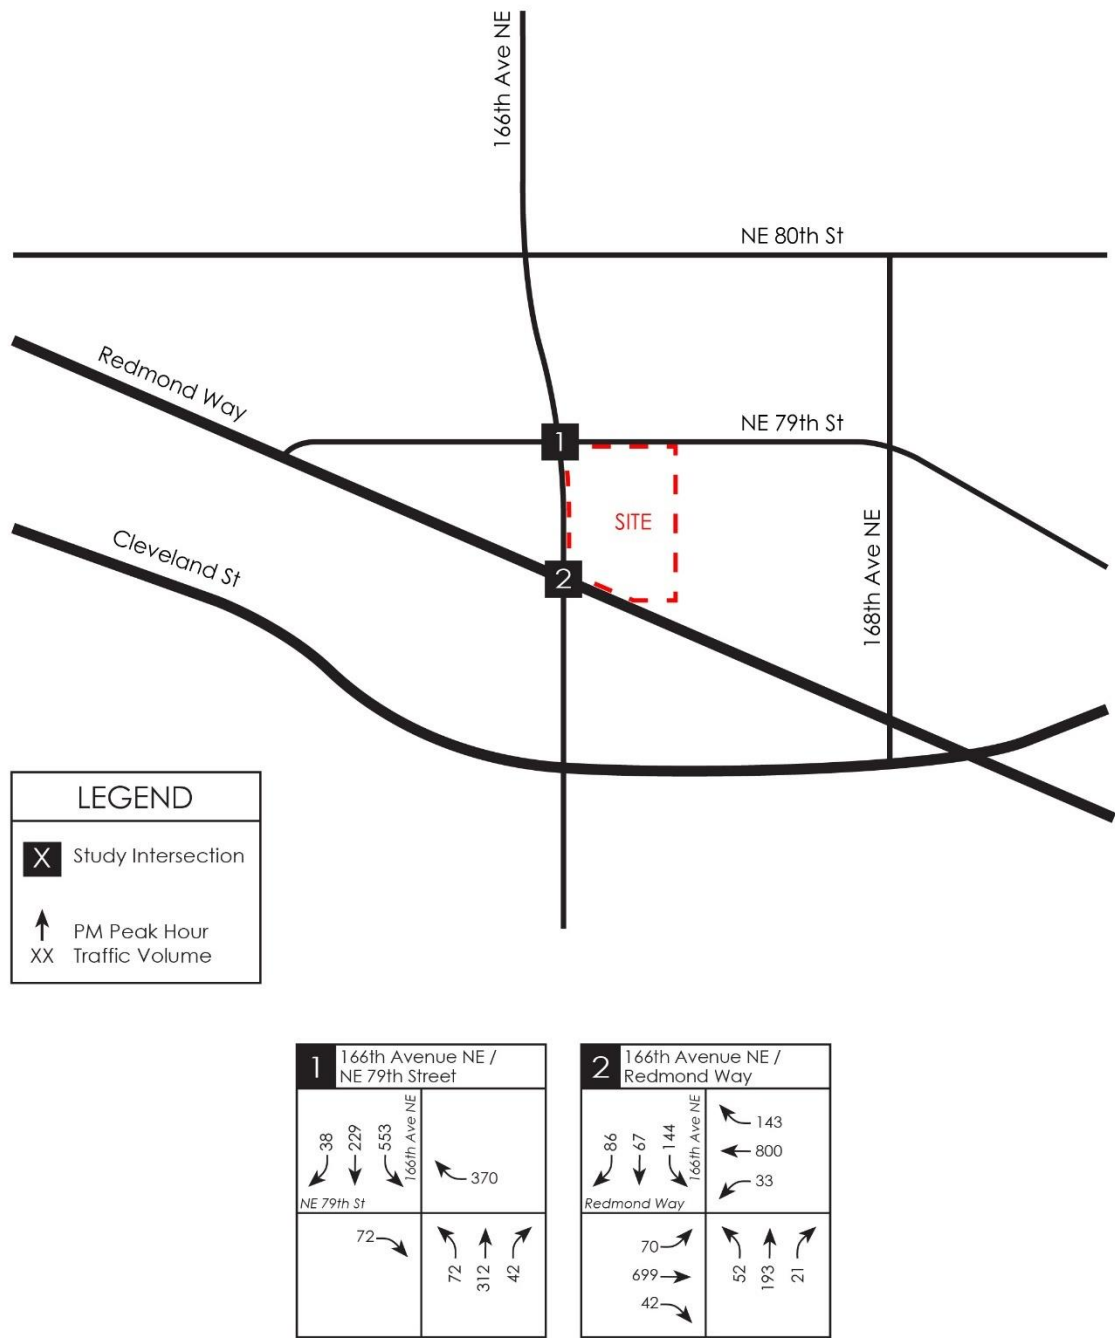 166th Ave NE
NE 80th St
Redmond Way
NE 79th St
1
SITE
Cleveland St
2
168th Ave NE
LEGEND
X Study Intersection
PM Peak Hour
XX Traffic Volume
1 166th Avenue NE /
NE 79th Street
38 229 553 166th Ave NE
370
NE 79th St
72
72 312 42
2 166th Avenue NE /
Redmond Way
86 67 144 166th Ave NE
143
800
33
Redmond Way
70
699
42
52 193 21